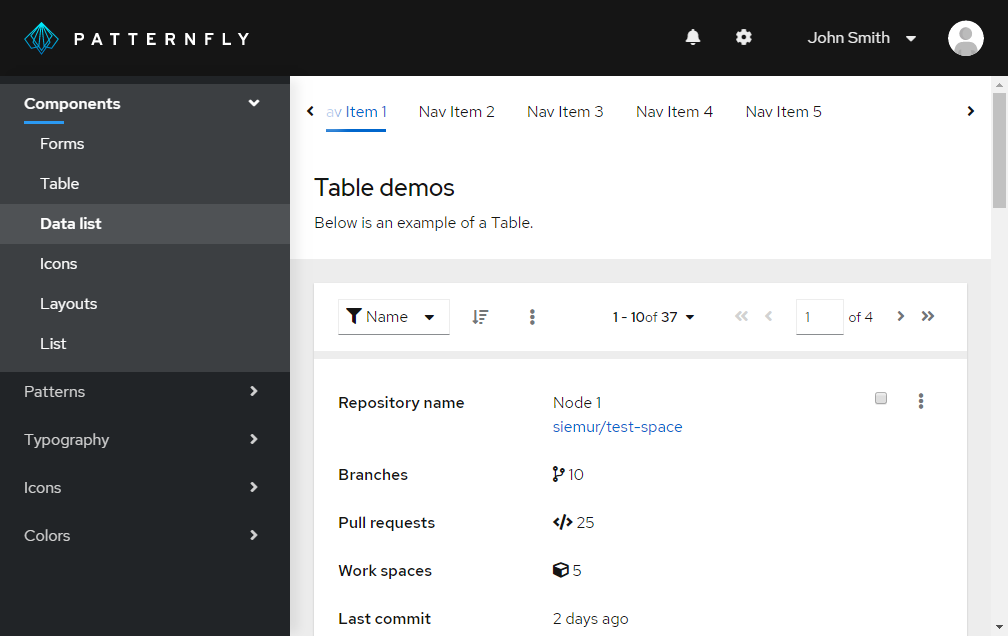 PATTERNFLY
John Smith
Components
Forms
Table
Data list
Icons
Layouts
List
Patterns
Typography
Icons
Colors
av Item 1 Nav Item 2 Nav Item 3 Nav Item 4 Nav Item 5
Table demos
Below is an example of a Table.
Name 1 - 10 of 37 1 of 4
Repository name Node 1
siemur/test-space
Branches 10
Pull requests 25
Work spaces 5
Last commit 2 days ago